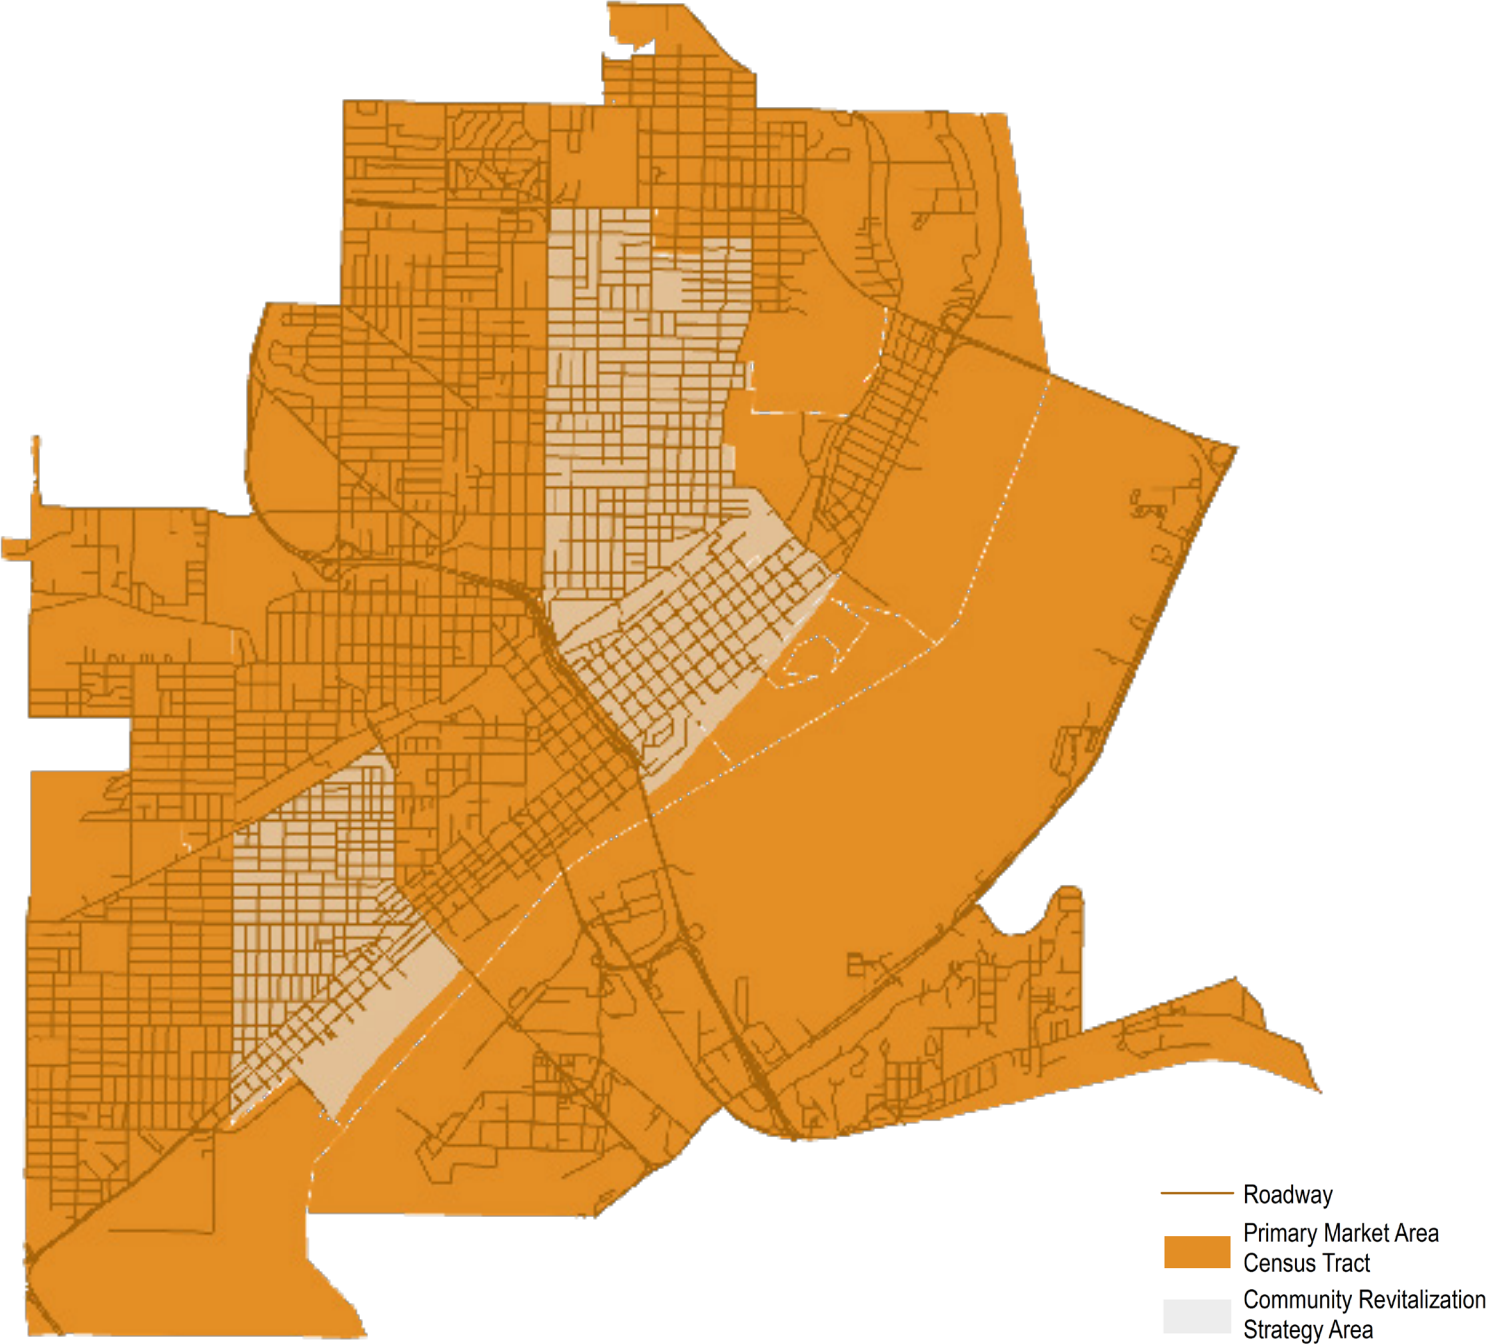 Roadway
Primary Market Area
Census Tract
Community Revitalization
Strategy Area